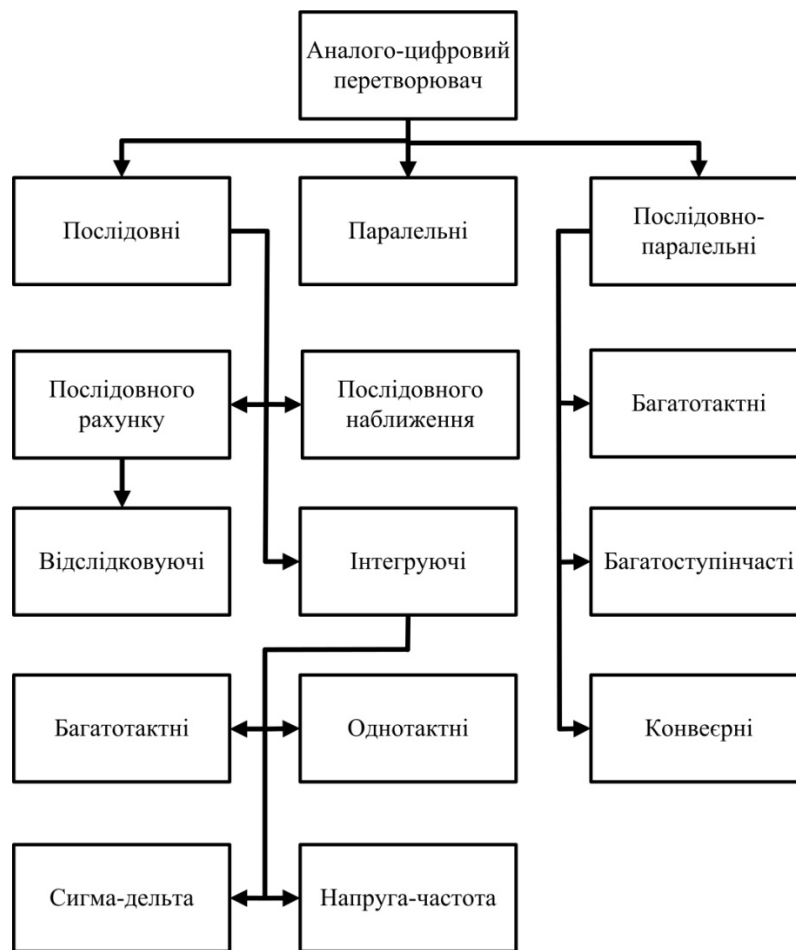 Аналого-цифровий
перетворювач
Послідовні
Паралельні
Послідовно-
паралельні
Послідовного
рахунку
Послідовного
наближення
Багатотактні
Відслідковуючі
Інтегруючі
Багатоступінчасті
Багатотактні
Однотактні
Конвеєрні
Сигма-дельта
Напруга-частота